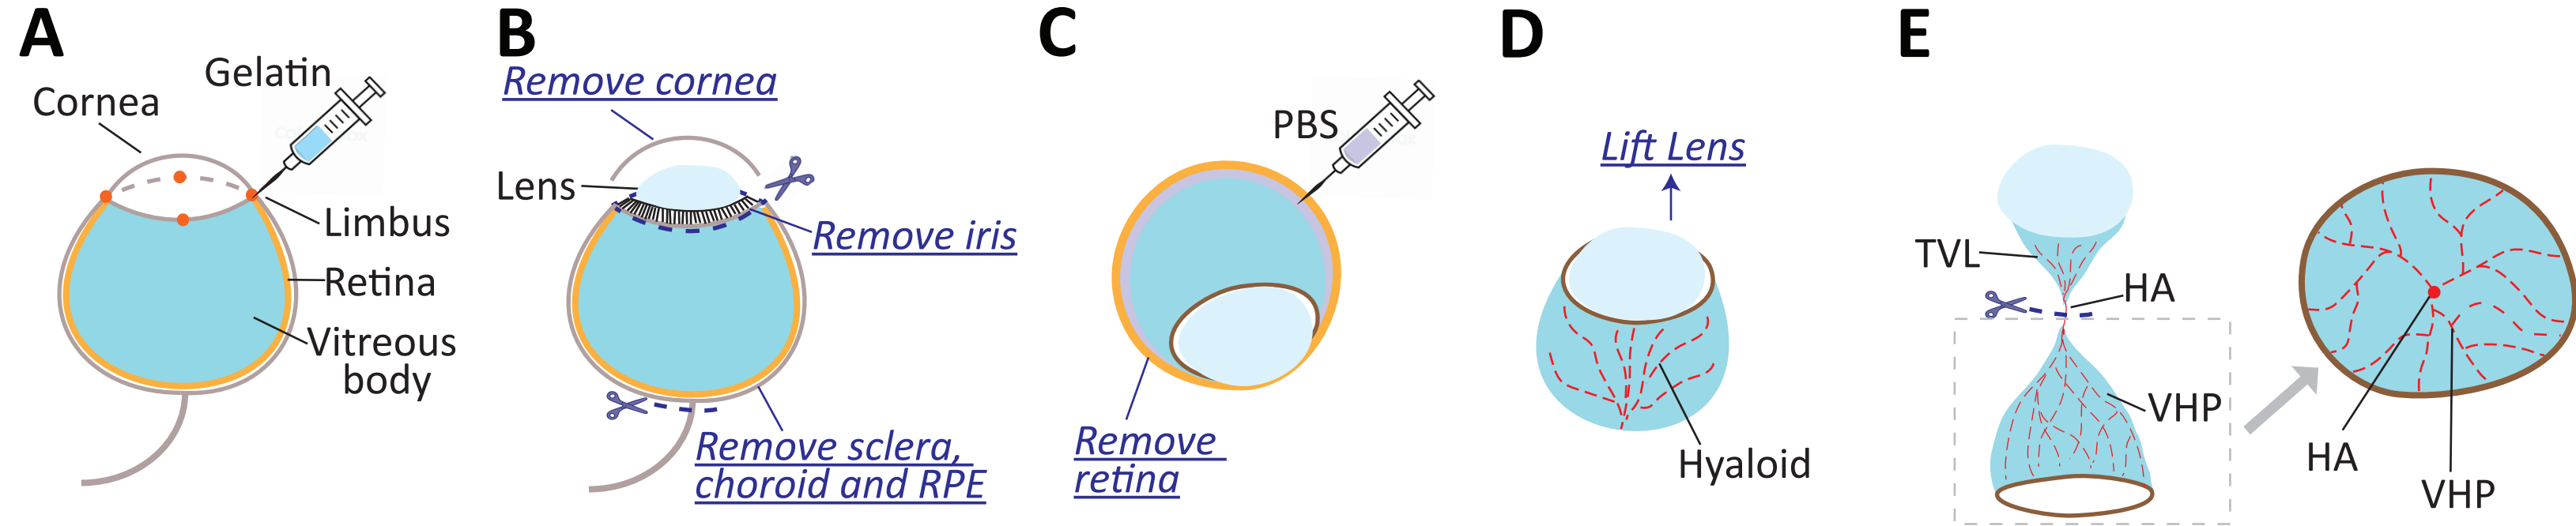 A
Gelatin
Cornea
Limbus
Retina
Vitreous
body
B
Remove cornea
Lens
Remove iris
Remove sclera,
choroid and RPE
C
PBS
Remove
retina
D
Lift Lens
Hyaloid
E
TVL
HA
VHP
HA
VHP